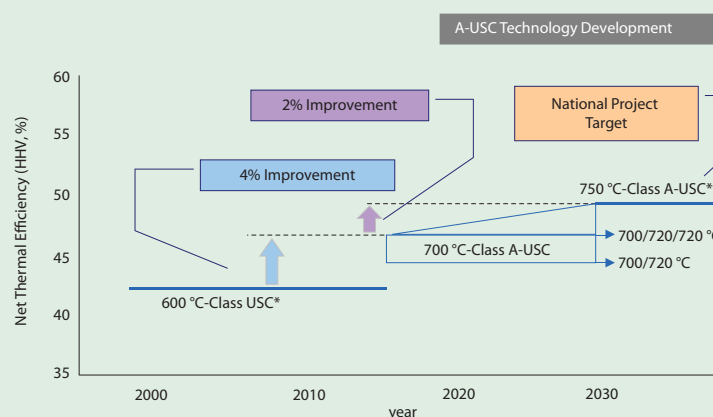 A-USC Technology Development
Net Thermal Efficiency (HHV, %)
60
55
50
45
40
35
2% Improvement
National Project
Target
4% Improvement
750 °C-Class A-USC*
700/720/720 °C
700 °C-Class A-USC
700/720 °C
600 °C-Class USC*
2000
2010
2020
2030
year